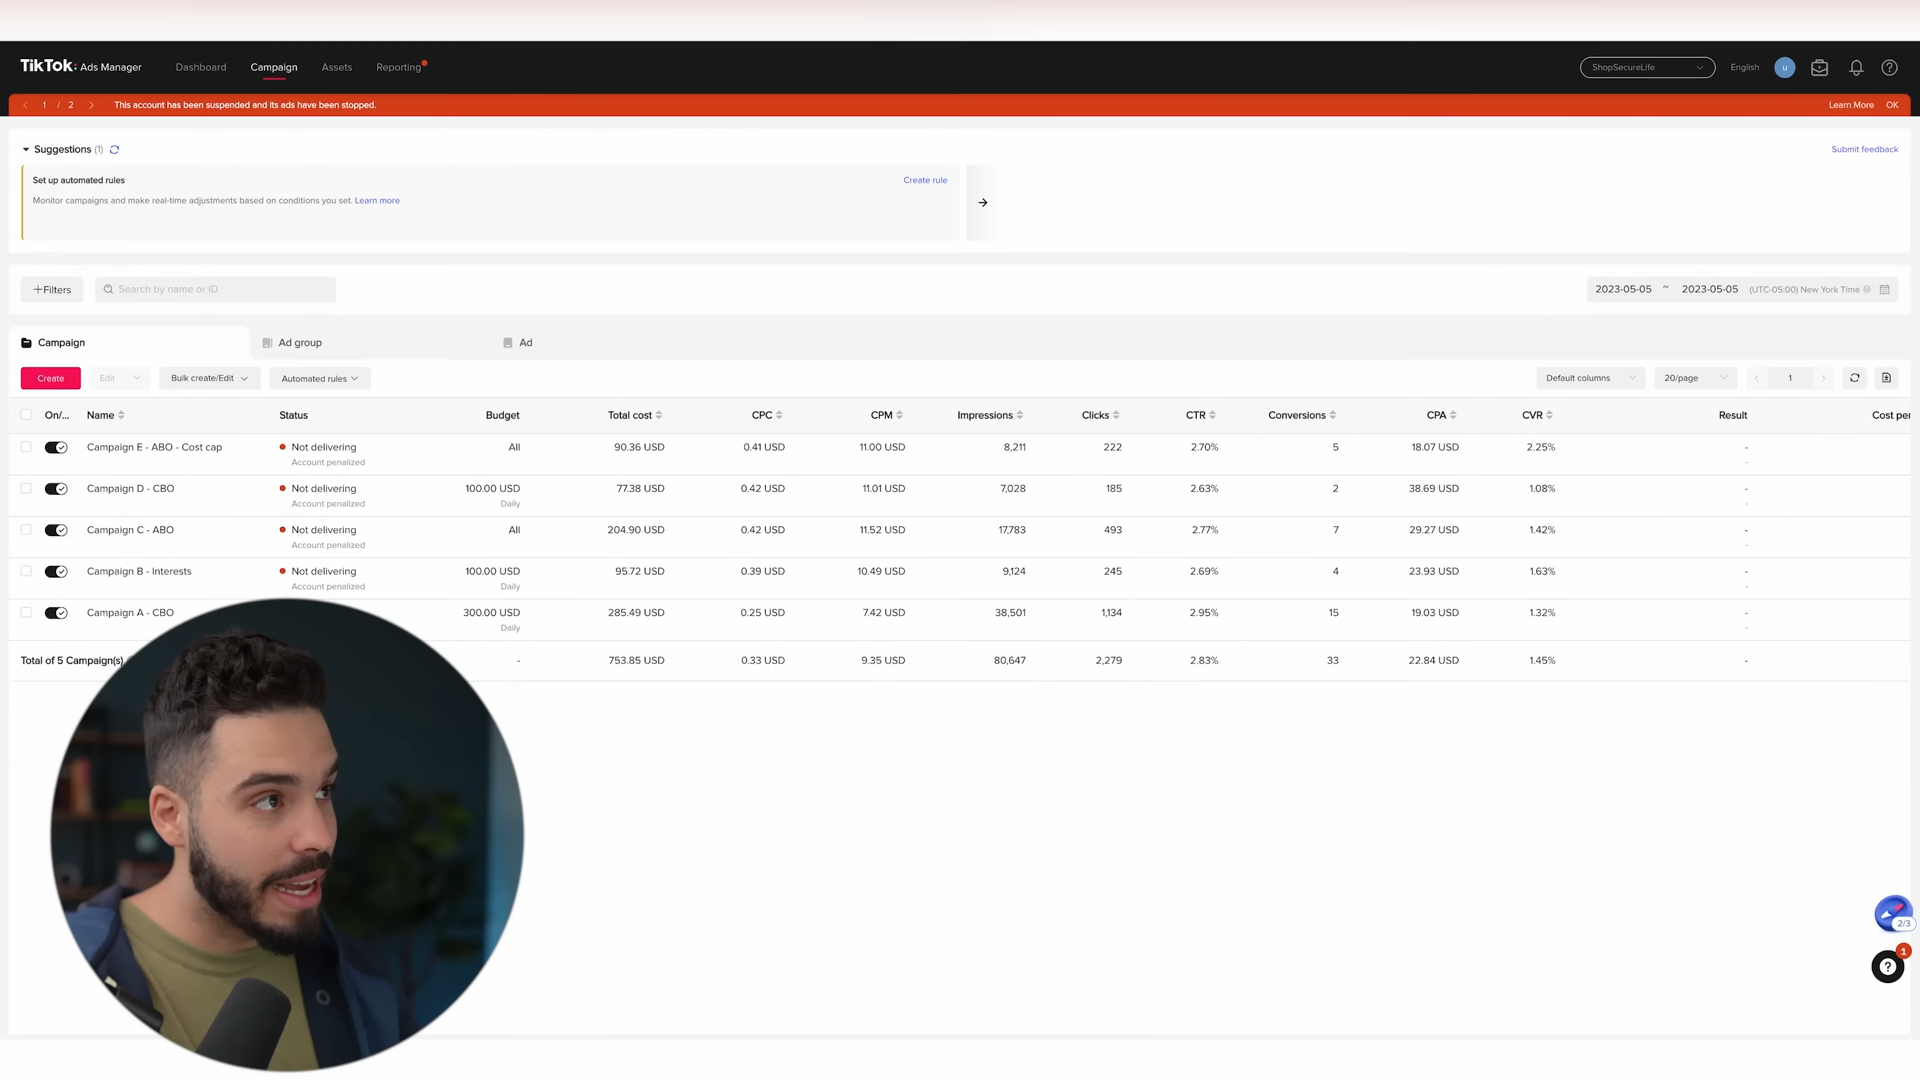 TikTok: Ads Manager Dashboard Campaign Assets Reporting ShopSecureLife English u
1 / 2 This account has been suspended and its ads have been stopped. Learn More OK
Suggestions (1) Submit feedback
Set up automated rules Create rule
Monitor campaigns and make real-time adjustments based on conditions you set. Learn more
+Filters Search by name or ID 2023-05-05 ~ 2023-05-05 (UTC-05:00) New York Time
Campaign Ad group Ad
Create Edit Bulk create/Edit Automated rules Default columns 20/page 1
On/... Name Status Budget Total cost CPC CPM Impressions Clicks CTR Conversions CPA CVR Result Cost per
Campaign E - ABO - Cost cap Not delivering All 90.36 USD 0.41 USD 11.00 USD 8,211 222 2.70% 5 18.07 USD 2.25% -
Account penalized -
Campaign D - CBO Not delivering 100.00 USD 77.38 USD 0.42 USD 11.01 USD 7,028 185 2.63% 2 38.69 USD 1.08% -
Account penalized Daily -
Campaign C - ABO Not delivering All 204.90 USD 0.42 USD 11.52 USD 17,783 493 2.77% 7 29.27 USD 1.42% -
Account penalized -
Campaign B - Interests Not delivering 100.00 USD 95.72 USD 0.39 USD 10.49 USD 9,124 245 2.69% 4 23.93 USD 1.63% -
Account penalized Daily -
Campaign A - CBO 300.00 USD 285.49 USD 0.25 USD 7.42 USD 38,501 1,134 2.95% 15 19.03 USD 1.32% -
Daily -
Total of 5 Campaign(s) - 753.85 USD 0.33 USD 9.35 USD 80,647 2,279 2.83% 33 22.84 USD 1.45% -
2/3
1
?